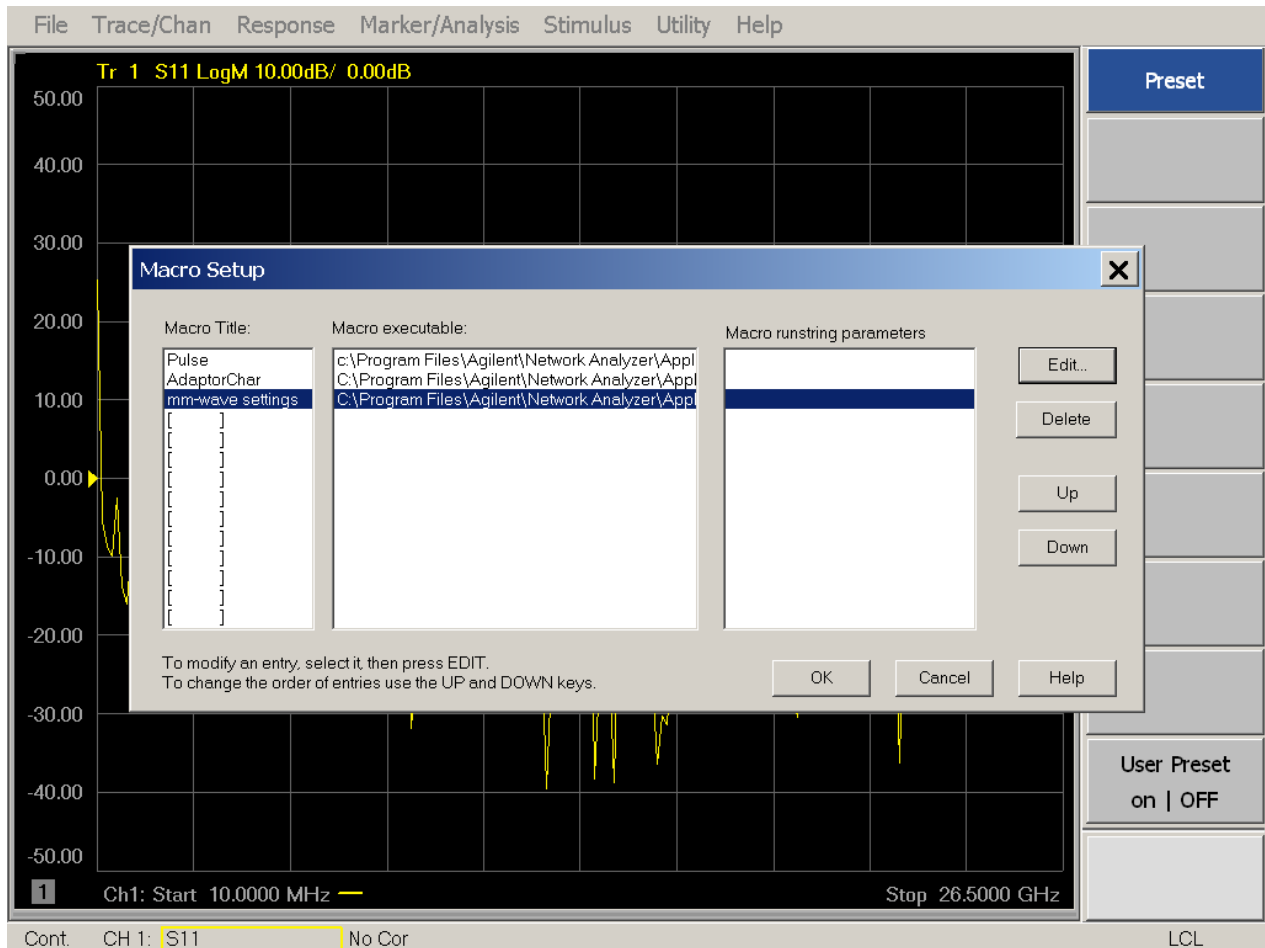 File Trace/Chan Response Marker/Analysis Stimulus Utility Help
Tr 1 S11 LogM 10.00dB/ 0.00dB
Preset
50.00
40.00
30.00
20.00
10.00
0.00
-10.00
-20.00
-30.00
-40.00
-50.00
Macro Setup
Macro Title:
Macro executable:
Macro runstring parameters
Pulse c:\Program Files\Agilent\Network Analyzer\Appl
AdaptorChar C:\Program Files\Agilent\Network Analyzer\Appl
mm-wave settings C:\Program Files\Agilent\Network Analyzer\Appl
[ ]
[ ]
[ ]
[ ]
[ ]
[ ]
[ ]
[ ]
[ ]
[ ]
[ ]
Edit...
Delete
Up
Down
To modify an entry, select it, then press EDIT.
To change the order of entries use the UP and DOWN keys.
OK Cancel Help
User Preset
on | OFF
1 Ch1: Start 10.0000 MHz Stop 26.5000 GHz
Cont. CH 1: S11 No Cor LCL